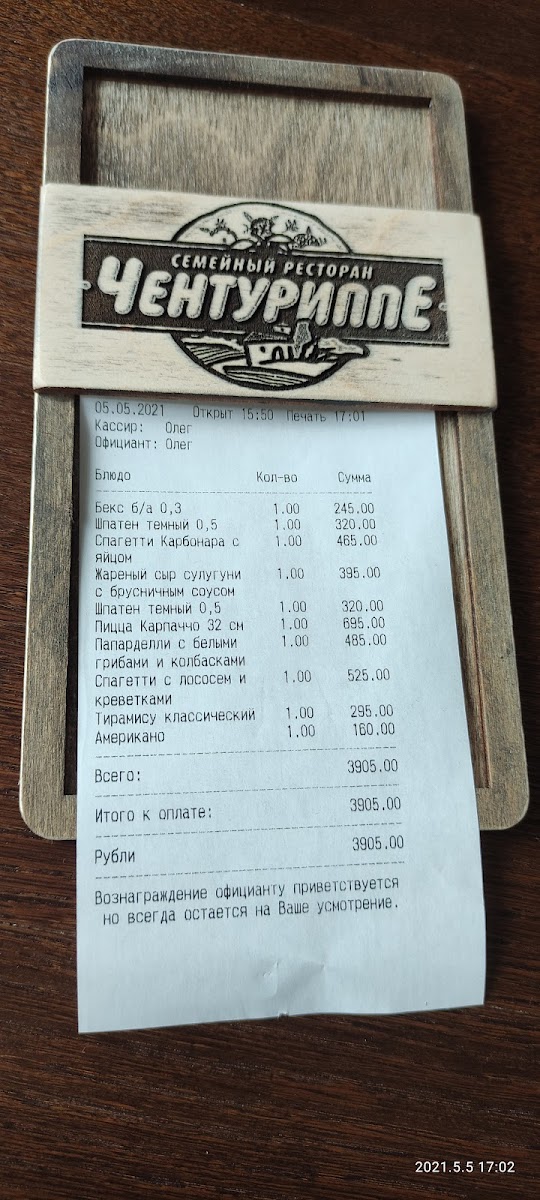 СЕМЕЙНЫЙ РЕСТОРАН
ЧЕНТУРИППЕ
05.05.2021 Открыт 15:50 Печать 17:01
Кассир: Олег
Официант: Олег
Блюдо Кол-во Сумма
Бекс б/а 0,3 1.00 245.00
Шпатен темный 0,5 1.00 320.00
Спагетти Карбонара с 1.00 465.00
яйцом
Жареный сыр сулугуни 1.00 395.00
с брусничным соусом
Шпатен темный 0,5 1.00 320.00
Пицца Карпаччо 32 см 1.00 695.00
Папарделли с белыми 1.00 485.00
грибами и колбасками
Спагетти с лососем и 1.00 525.00
креветками
Тирамису классический 1.00 295.00
Американо 1.00 160.00
Всего: 3905.00
Итого к оплате: 3905.00
Рубли 3905.00
Вознаграждение официанту приветствуется
но всегда остается на Ваше усмотрение.
2021.5.5 17:02